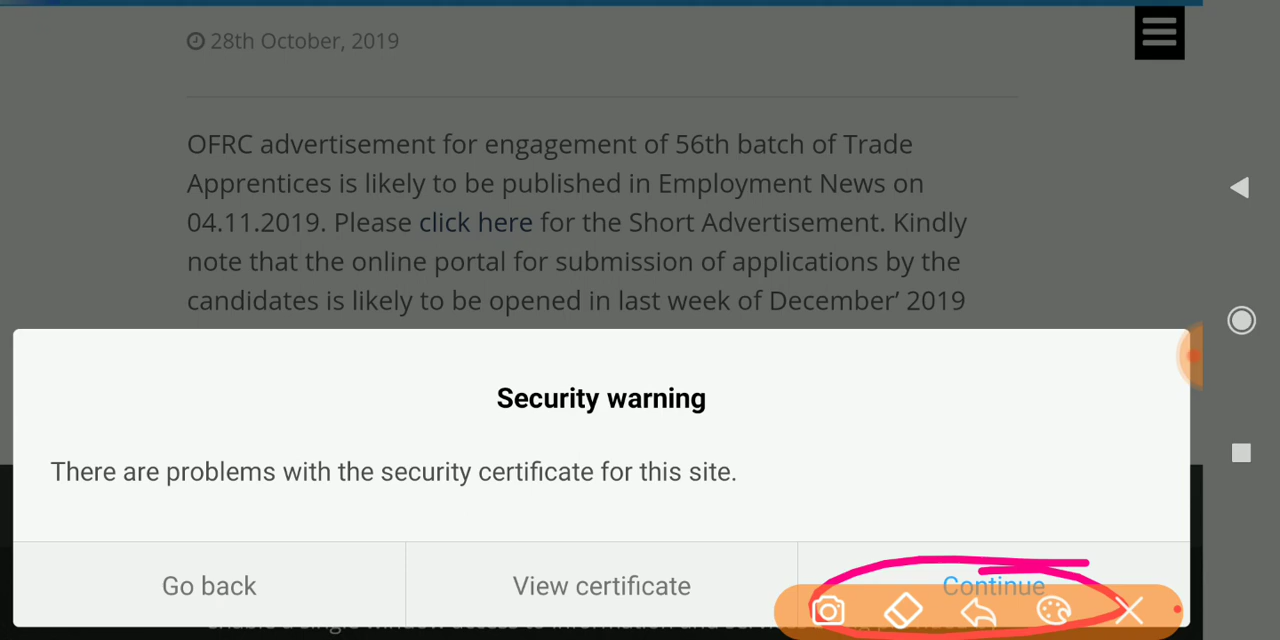 28th October, 2019
OFRC advertisement for engagement of 56th batch of Trade
Apprentices is likely to be published in Employment News on
04.11.2019. Please click here for the Short Advertisement. Kindly
note that the online portal for submission of applications by the
candidates is likely to be opened in last week of December’ 2019
Security warning
There are problems with the security certificate for this site.
Go back
View certificate
Continue